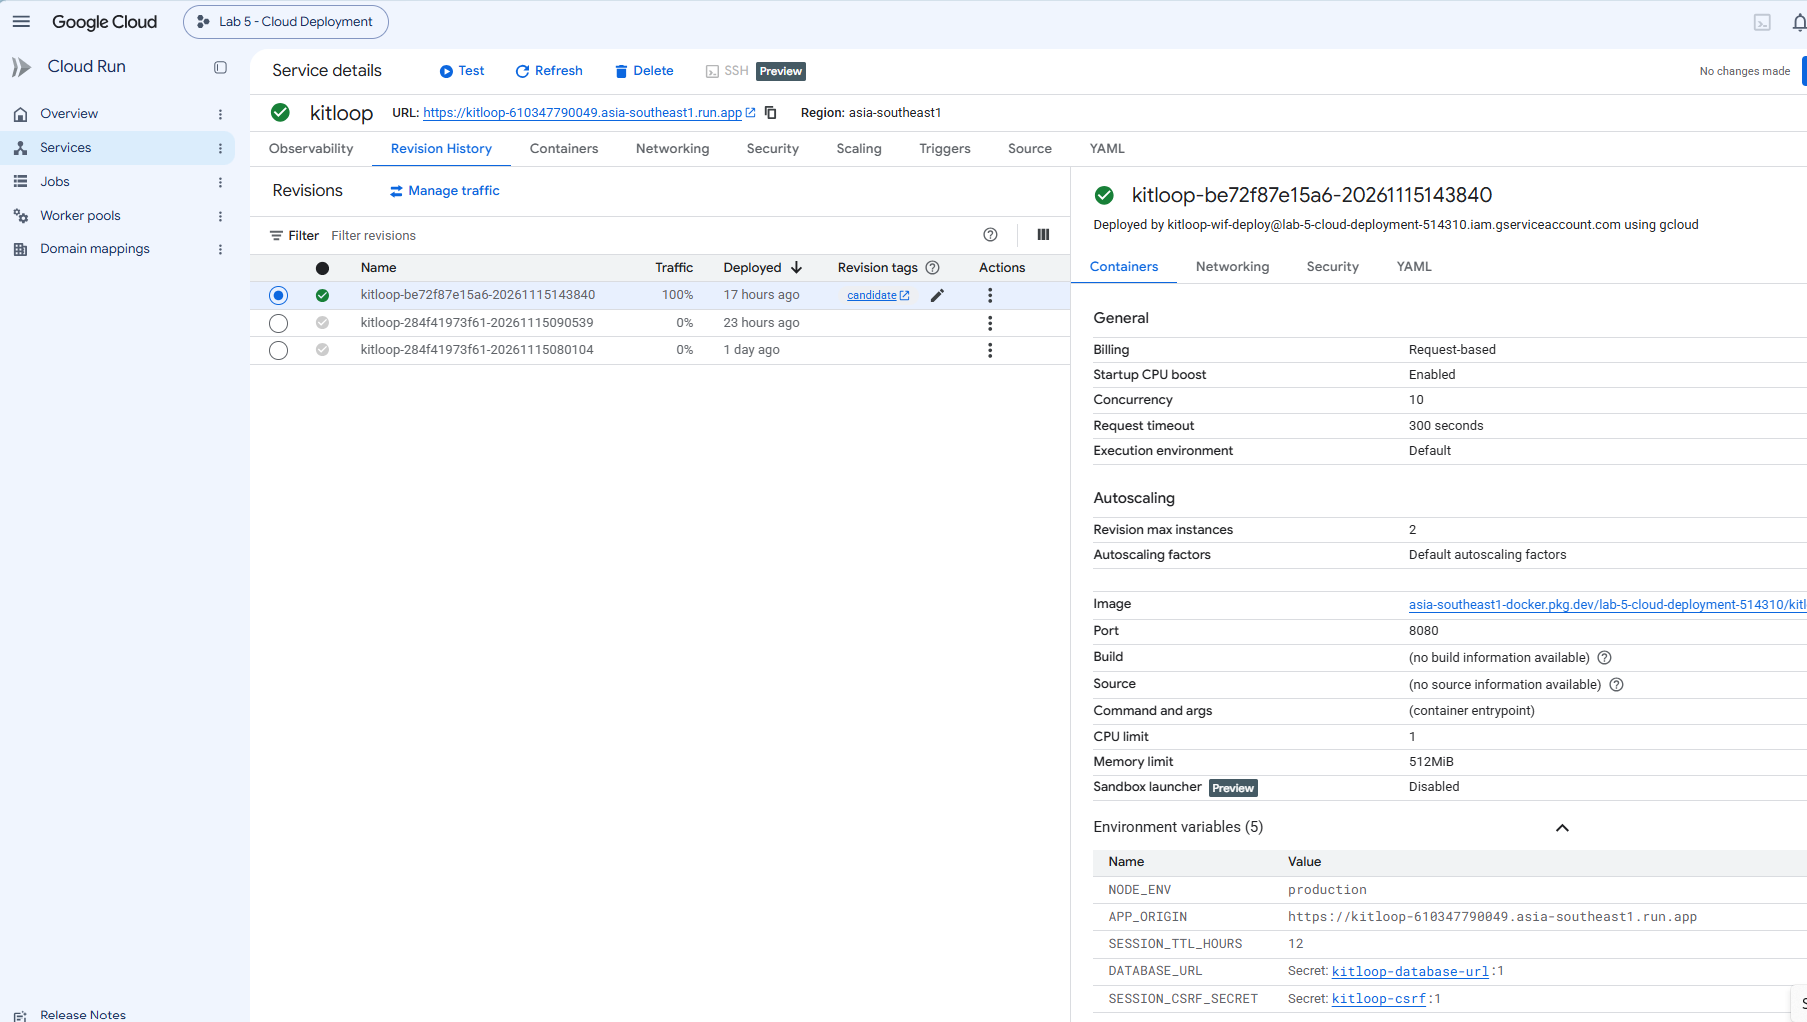 Google Cloud
Lab 5 - Cloud Deployment
Cloud Run
Overview
Services
Jobs
Worker pools
Domain mappings
Release Notes
Service details
Test
Refresh
Delete
SSH Preview
No changes made
kitloop
URL: https://kitloop-610347790049.asia-southeast1.run.app
Region: asia-southeast1
Observability
Revision History
Containers
Networking
Security
Scaling
Triggers
Source
YAML
Revisions
Manage traffic
Filter Filter revisions
Name Traffic Deployed Revision tags Actions
kitloop-be72f87e15a6-20261115143840 100% 17 hours ago candidate
kitloop-284f41973f61-20261115090539 0% 23 hours ago
kitloop-284f41973f61-20261115080104 0% 1 day ago
kitloop-be72f87e15a6-20261115143840
Deployed by kitloop-wif-deploy@lab-5-cloud-deployment-514310.iam.gserviceaccount.com using gcloud
Containers
Networking
Security
YAML
General
Billing Request-based
Startup CPU boost Enabled
Concurrency 10
Request timeout 300 seconds
Execution environment Default
Autoscaling
Revision max instances 2
Autoscaling factors Default autoscaling factors
Image asia-southeast1-docker.pkg.dev/lab-5-cloud-deployment-514310/kitl
Port 8080
Build (no build information available)
Source (no source information available)
Command and args (container entrypoint)
CPU limit 1
Memory limit 512MiB
Sandbox launcher Preview Disabled
Environment variables (5)
Name Value
NODE_ENV production
APP_ORIGIN https://kitloop-610347790049.asia-southeast1.run.app
SESSION_TTL_HOURS 12
DATABASE_URL Secret: kitloop-database-url:1
SESSION_CSRF_SECRET Secret: kitloop-csrf:1